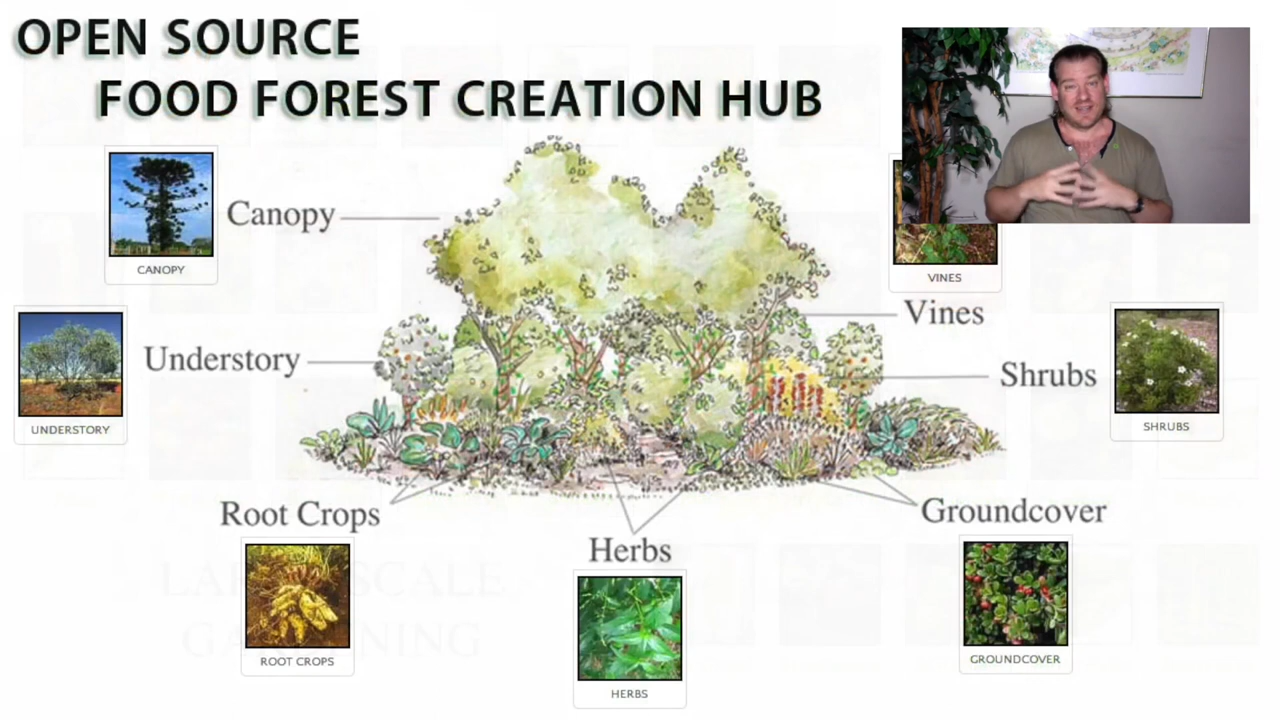 OPEN SOURCE
FOOD FOREST CREATION HUB
Canopy
CANOPY
VINES
Vines
Understory
UNDERSTORY
Shrubs
SHRUBS
Root Crops
ROOT CROPS
Herbs
HERBS
Groundcover
GROUNDCOVER